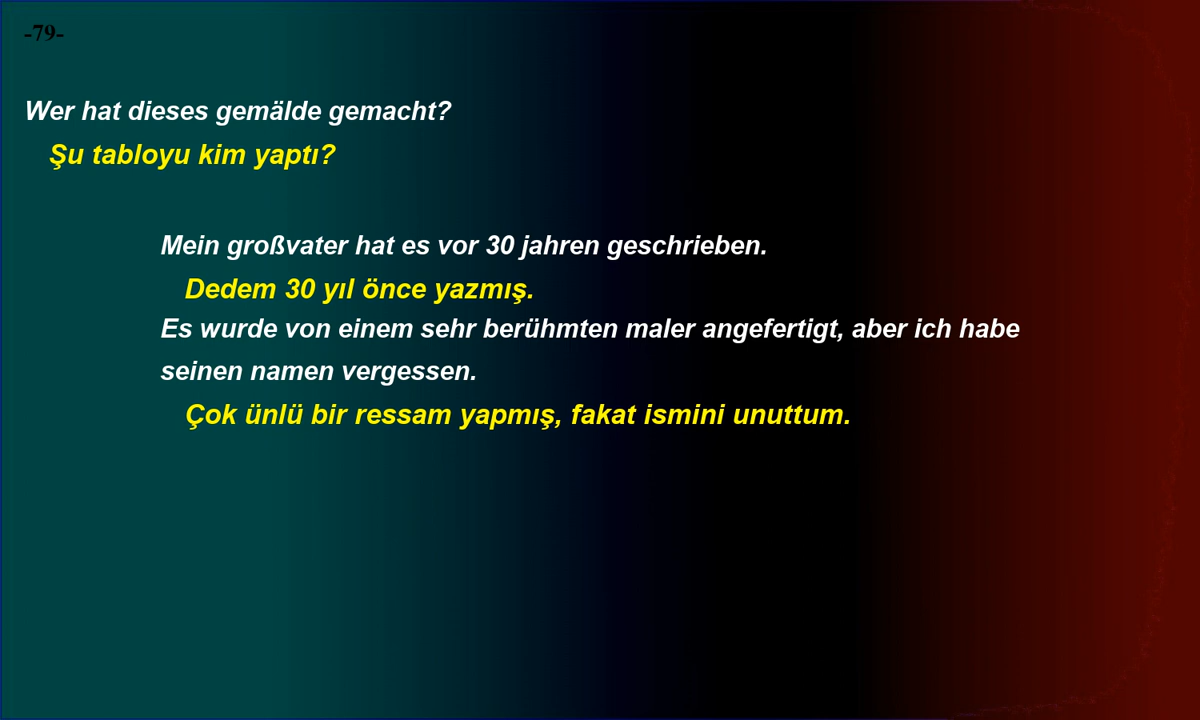 -79-
Wer hat dieses gemälde gemacht?
Şu tabloyu kim yaptı?
Mein großvater hat es vor 30 jahren geschrieben.
Dedem 30 yıl önce yazmış.
Es wurde von einem sehr berühmten maler angefertigt, aber ich habe
seinen namen vergessen.
Çok ünlü bir ressam yapmış, fakat ismini unuttum.